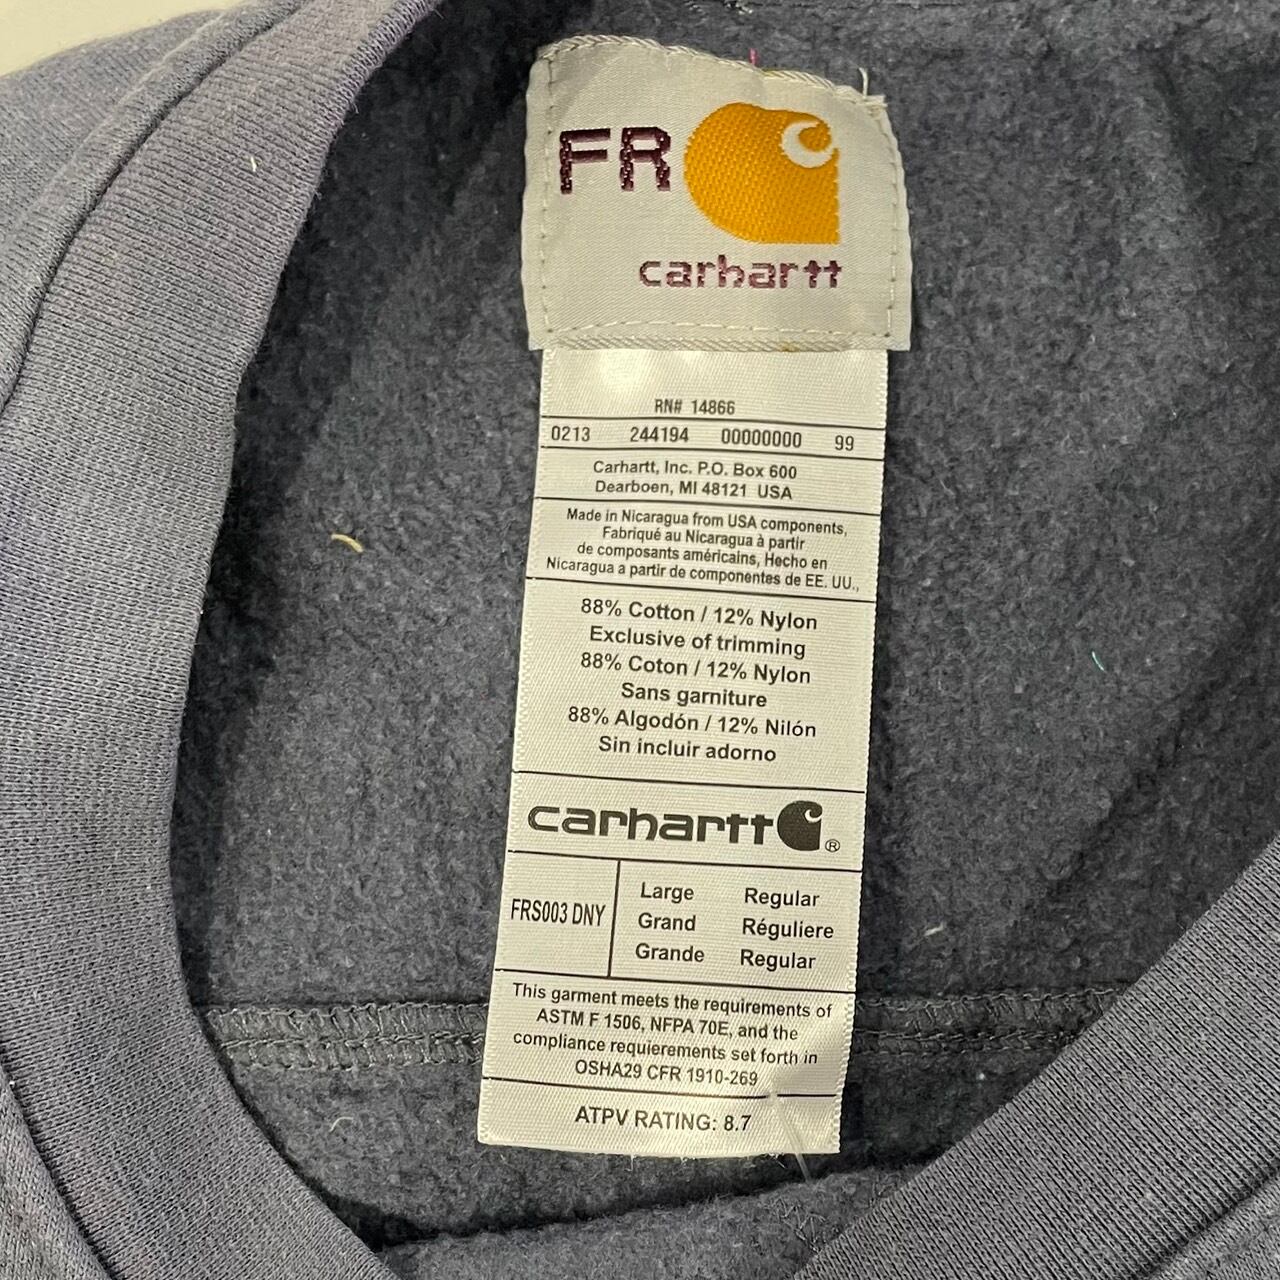 FR
carhartt
RN# 14866
0213 244194 00000000 99
Carhartt, Inc. P.O. Box 600
Dearboen, MI 48121 USA
Made in Nicaragua from USA components,
Fabriqué au Nicaragua à partir
de composants américains, Hecho en
Nicaragua a partir de componentes de EE. UU.,
88% Cotton / 12% Nylon
Exclusive of trimming
88% Coton / 12% Nylon
Sans garniture
88% Algodón / 12% Nilón
Sin incluir adorno
carhartt ®
FRS003 DNY
Large Regular
Grand Réguliere
Grande Regular
This garment meets the requirements of
ASTM F 1506, NFPA 70E, and the
compliance requierements set forth in
OSHA29 CFR 1910-269
ATPV RATING: 8.7